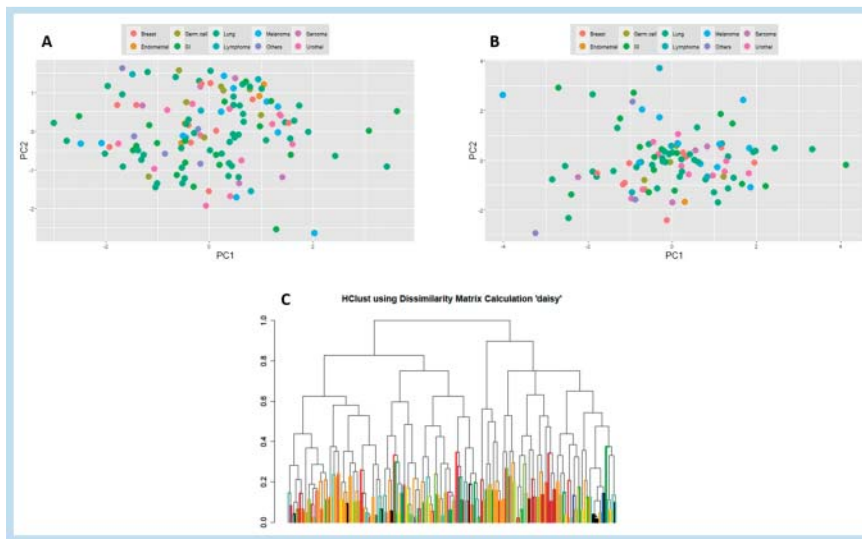 A
Breast
Germ cell
Lung
Melanoma
Sarcoma
Endometrial
GI
Lymphoma
Others
Urothel
PC2
1
0
-1
-2
-2
0
2
PC1
B
Breast
Germ cell
Lung
Melanoma
Sarcoma
Endometrial
GI
Lymphoma
Others
Urothel
PC2
4
2
0
-2
-4
-2
0
2
4
PC1
C
HClust using Dissimilarity Matrix Calculation 'daisy'
1.0
0.8
0.6
0.4
0.2
0.0